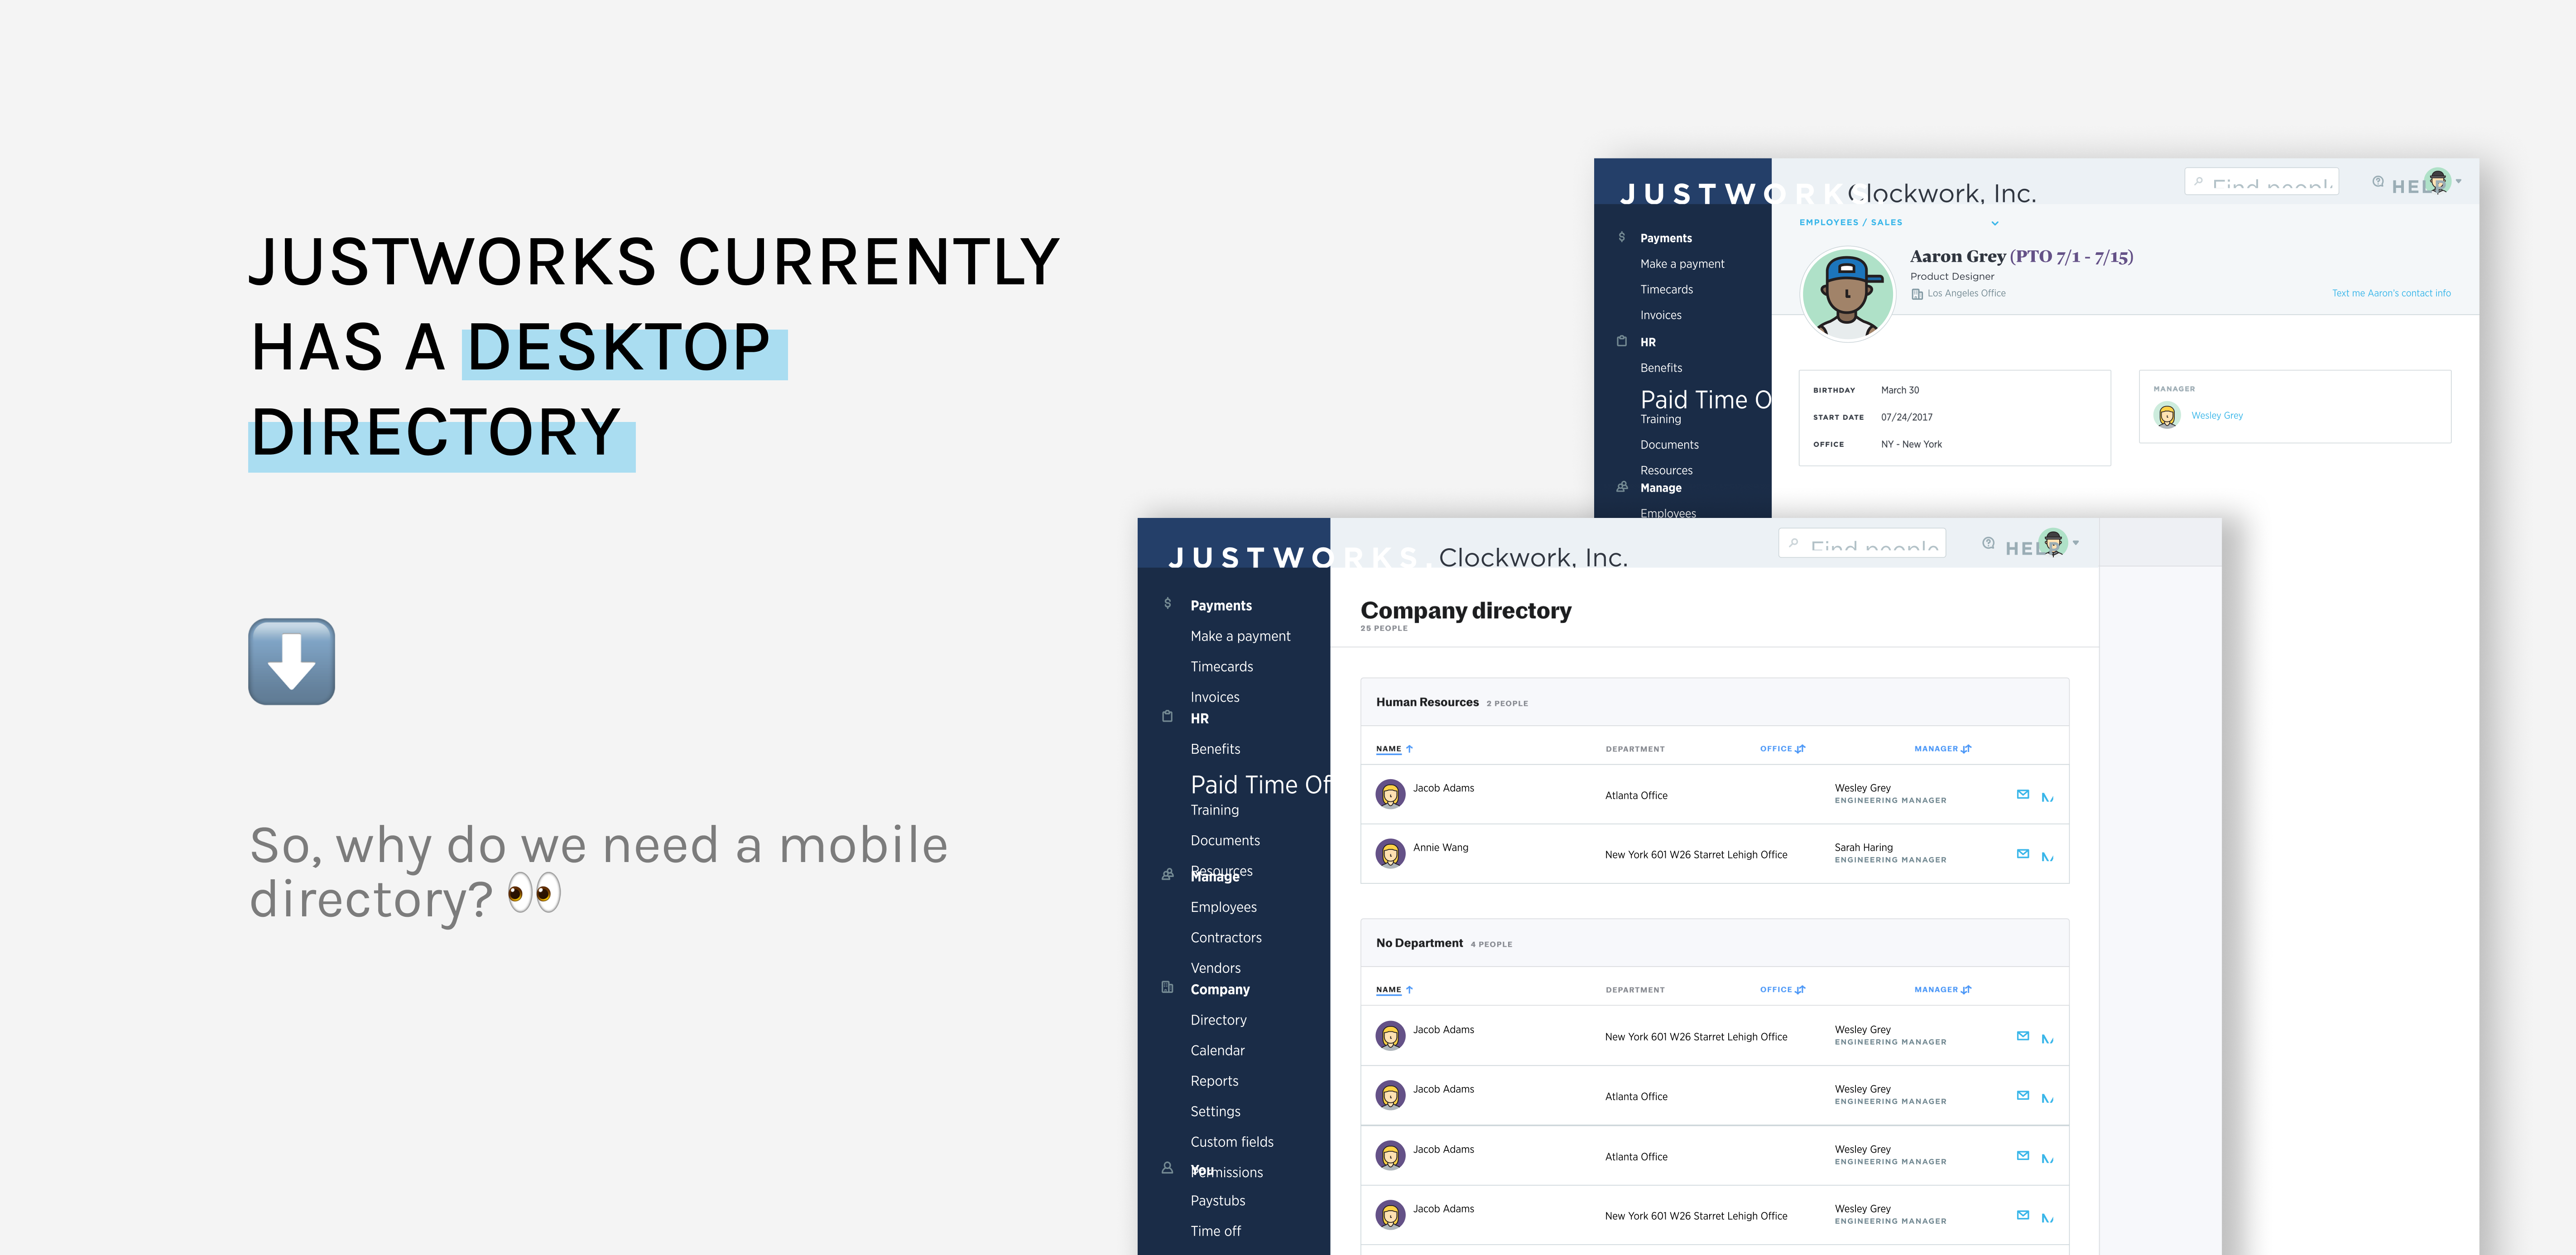 JUSTWORKS CURRENTLY
HAS A DESKTOP
DIRECTORY
So, why do we need a mobile
directory?
JUSTWORKS
Clockwork, Inc.
Find people
HEL
EMPLOYEES / SALES
Aaron Grey (PTO 7/1 - 7/15)
Product Designer
Los Angeles Office
Text me Aaron's contact info
Payments
Make a payment
Timecards
Invoices
HR
Benefits
Paid Time O
Training
Documents
Resources
Manage
Employees
BIRTHDAY March 30
START DATE 07/24/2017
OFFICE NY - New York
MANAGER
Wesley Grey
JUSTWORKS.
Clockwork, Inc.
Find people
HEL
Payments
Make a payment
Timecards
Invoices
HR
Benefits
Paid Time Of
Training
Documents
Resources
Manage
Employees
Contractors
Vendors
Company
Directory
Calendar
Reports
Settings
Custom fields
Permissions
You
Paystubs
Time off
Company directory
25 PEOPLE
Human Resources 2 PEOPLE
NAME DEPARTMENT OFFICE MANAGER
Jacob Adams Atlanta Office Wesley Grey
ENGINEERING MANAGER
Annie Wang New York 601 W26 Starret Lehigh Office Sarah Haring
ENGINEERING MANAGER
No Department 4 PEOPLE
NAME DEPARTMENT OFFICE MANAGER
Jacob Adams New York 601 W26 Starret Lehigh Office Wesley Grey
ENGINEERING MANAGER
Jacob Adams Atlanta Office Wesley Grey
ENGINEERING MANAGER
Jacob Adams Atlanta Office Wesley Grey
ENGINEERING MANAGER
Jacob Adams New York 601 W26 Starret Lehigh Office Wesley Grey
ENGINEERING MANAGER